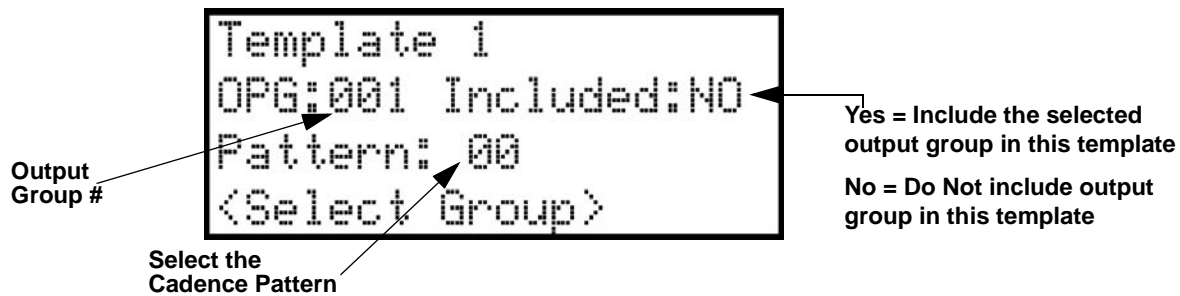 Template 1
OPG:001 Included:NO
Pattern: 00
<Select Group>
Output
Group #
Select the
Cadence Pattern
Yes = Include the selected
output group in this template
No = Do Not include output
group in this template